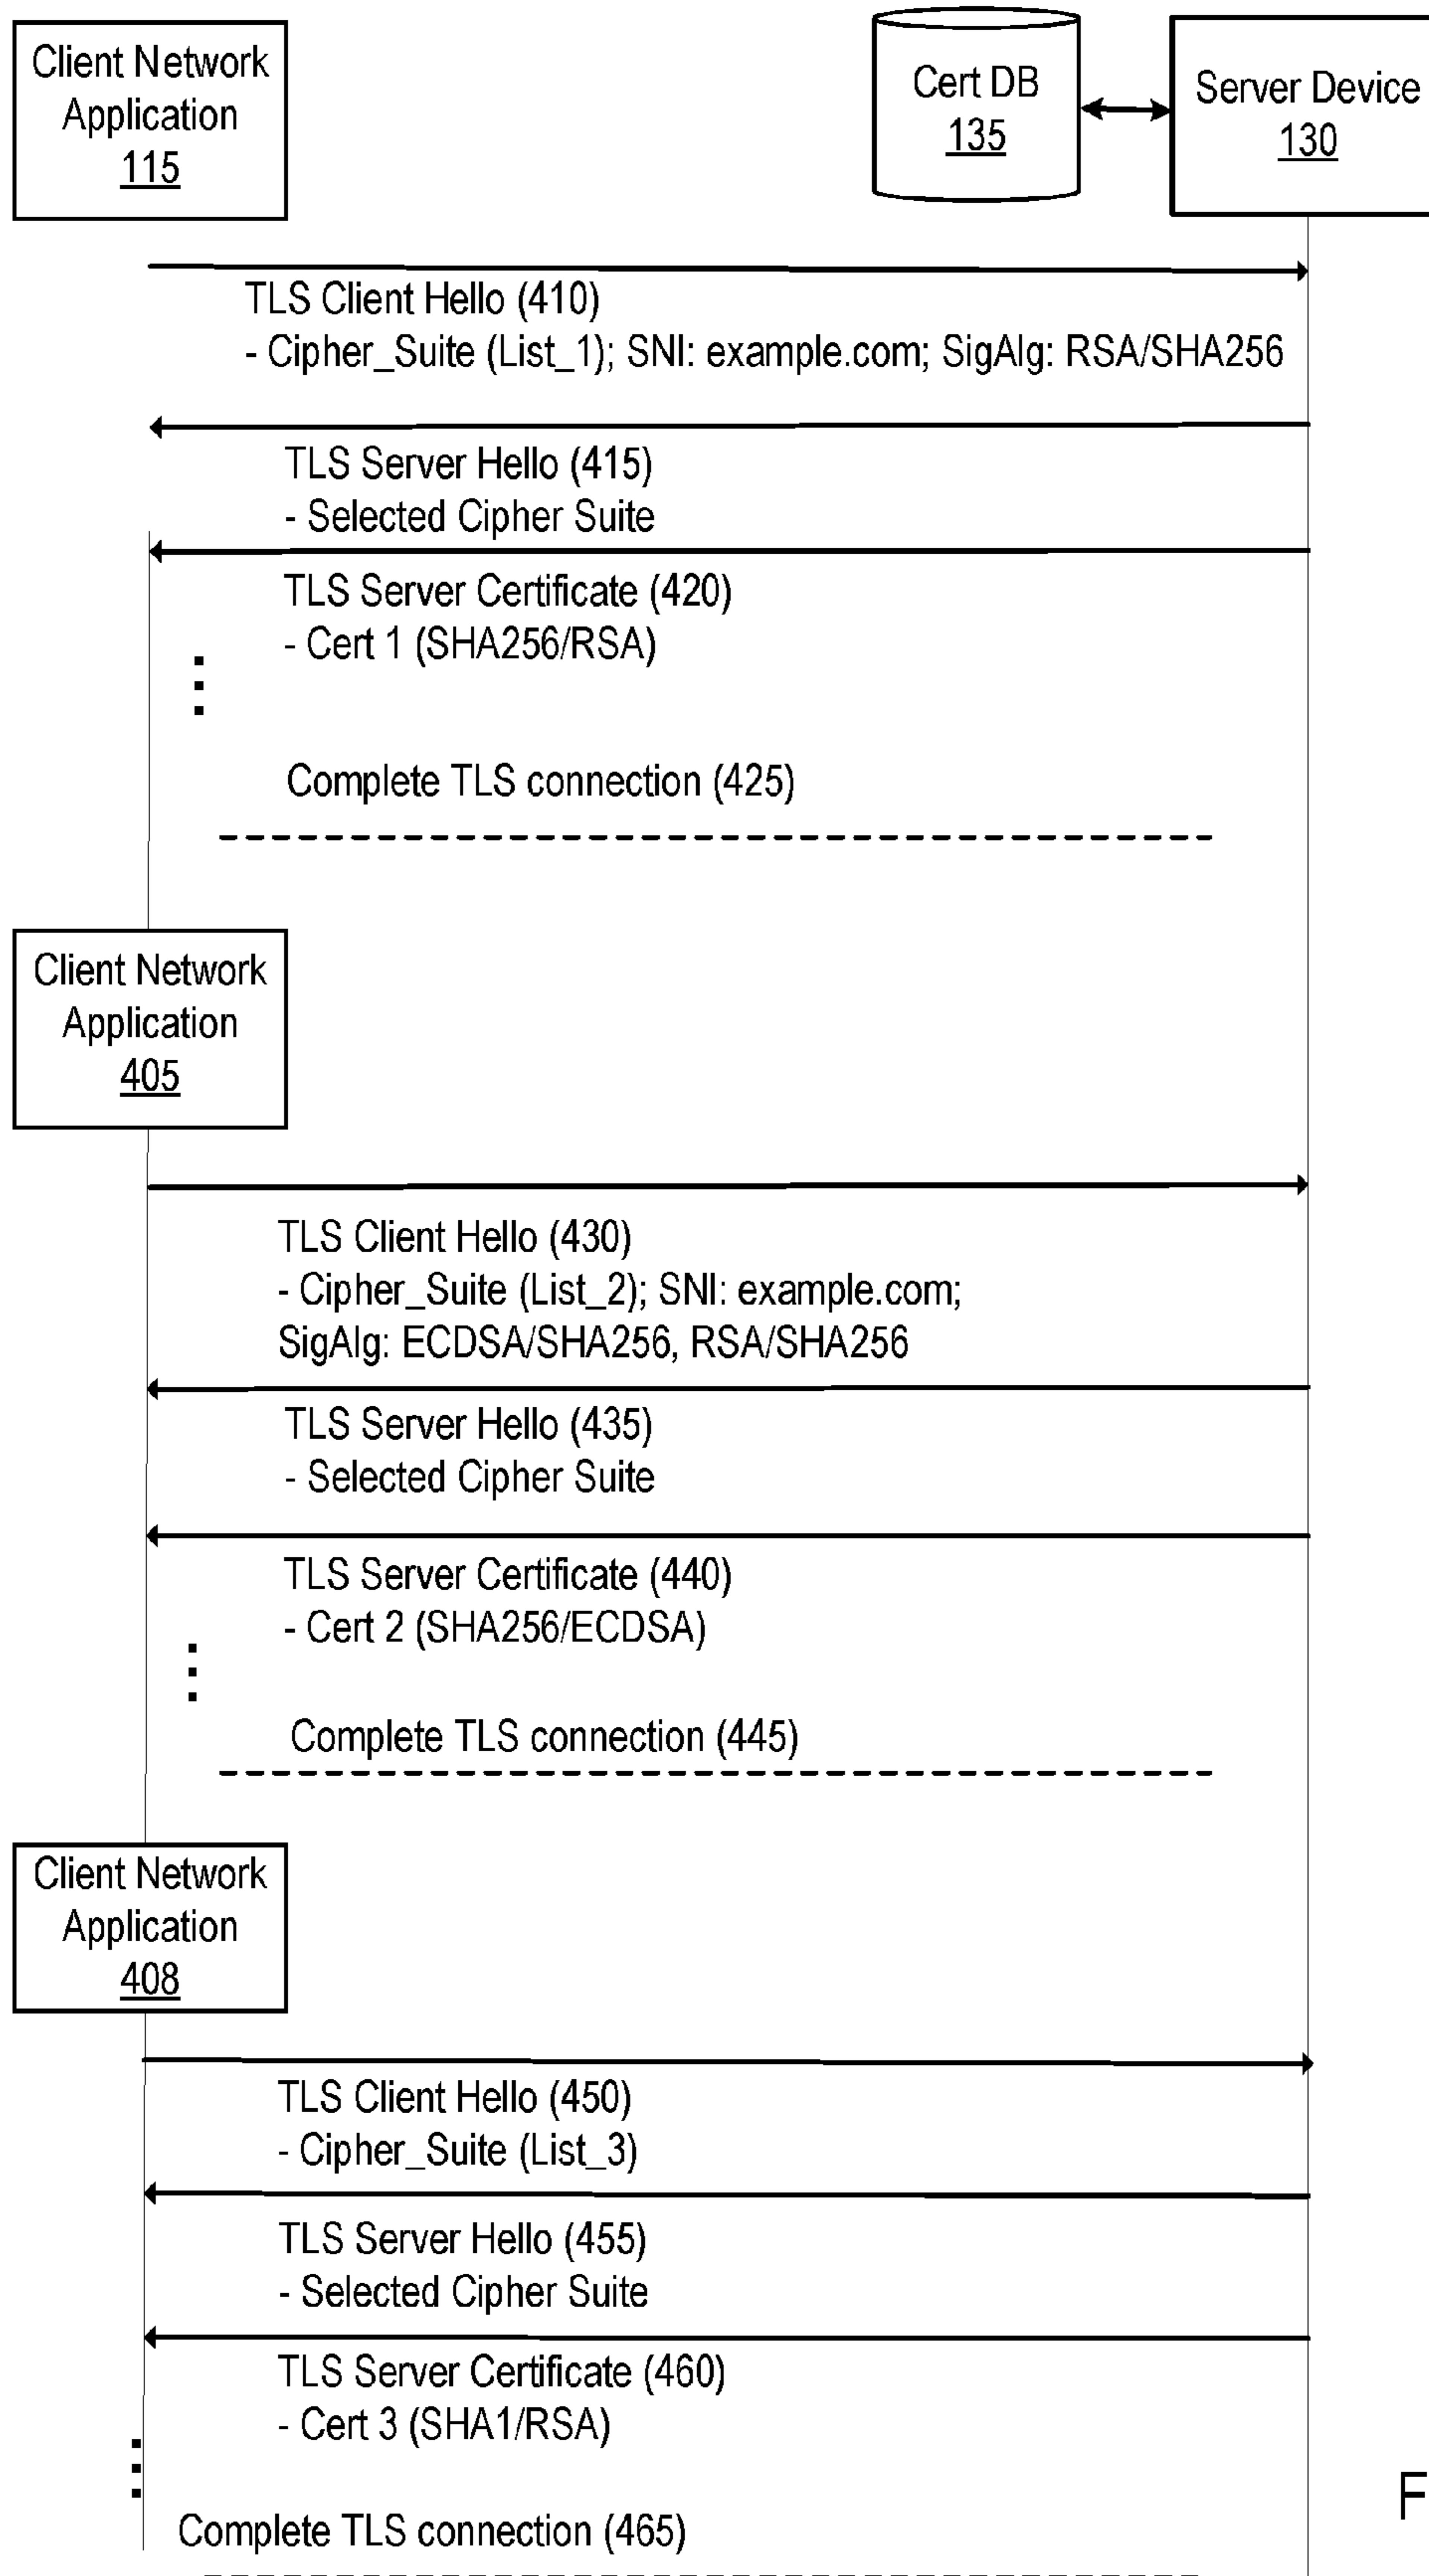 Client Network
Application
115
Cert DB
135
Server Device
130
TLS Client Hello (410)
- Cipher_Suite (List_1); SNI: example.com; SigAlg: RSA/SHA256
TLS Server Hello (415)
- Selected Cipher Suite
TLS Server Certificate (420)
- Cert 1 (SHA256/RSA)
Complete TLS connection (425)
Client Network
Application
405
TLS Client Hello (430)
- Cipher_Suite (List_2); SNI: example.com;
SigAlg: ECDSA/SHA256, RSA/SHA256
TLS Server Hello (435)
- Selected Cipher Suite
TLS Server Certificate (440)
- Cert 2 (SHA256/ECDSA)
Complete TLS connection (445)
Client Network
Application
408
TLS Client Hello (450)
- Cipher_Suite (List_3)
TLS Server Hello (455)
- Selected Cipher Suite
TLS Server Certificate (460)
- Cert 3 (SHA1/RSA)
F
Complete TLS connection (465)